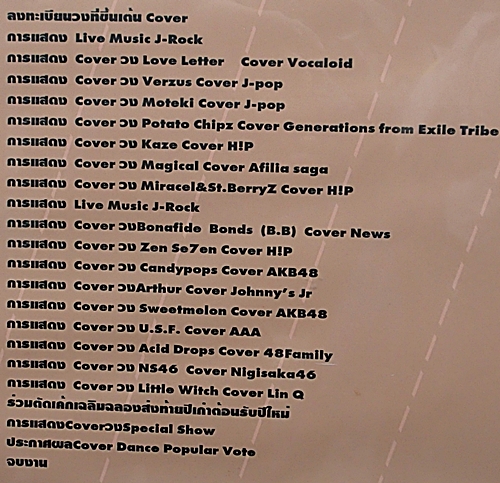 ลงทะเบียนวงที่ขึ้นเต้น Cover
การแสดง Live Music J-Rock
การแสดง Cover วง Love Letter Cover Vocaloid
การแสดง Cover วง Verzus Cover J-pop
การแสดง Cover วง Moteki Cover J-pop
การแสดง Cover วง Potato Chipz Cover Generations from Exile Tribe
การแสดง Cover วง Kaze Cover H!P
การแสดง Cover วง Magical Cover Afilia saga
การแสดง Cover วง Miracel&St.BerryZ Cover H!P
การแสดง Live Music J-Rock
การแสดง Cover วงBonafide Bonds (B.B) Cover News
การแสดง Cover วง Zen Se7en Cover H!P
การแสดง Cover วง Candypops Cover AKB48
การแสดง Cover วงArthur Cover Johnny's Jr
การแสดง Cover วง Sweetmelon Cover AKB48
การแสดง Cover วง U.S.F. Cover AAA
การแสดง Cover วง Acid Drops Cover 48Family
การแสดง Cover วง NS46 Cover Nigisaka46
การแสดง Cover วง Little Witch Cover Lin Q
ร่วมตัดเค้กเฉลิมฉลองส่งท้ายปีเก่าต้อนรับปีใหม่
การแสดงCoverวงSpecial Show
ประกาศผลCover Dance Popular Vote
จบงาน